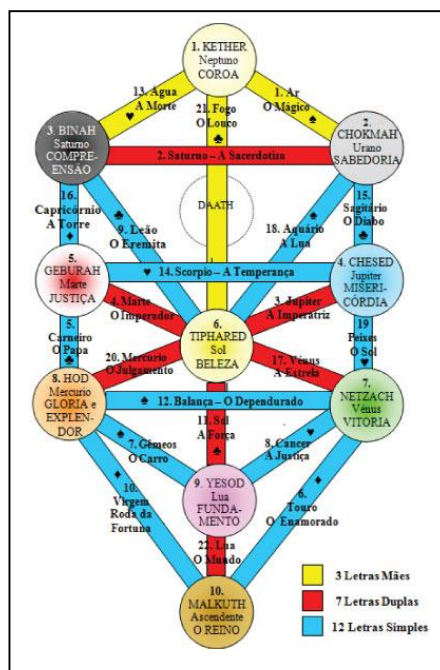 1. KETHER
Neptuno
COROA
13. Agua
A Morte
♥
21. Fogo
O Louco
♣
1. Ar
O Mágico
♠
3. BINAH
Saturno
COMPRE-
ENSÃO
2.
CHOKMAH
Urano
SABEDORIA
2. Saturno – A Sacerdotiza
16.
Capricórnio
A Torre
♦
♣
9. Leão
O Eremita
DAATH
♠
18. Aquário
A Lua
15.
Sagitário
O Diabo
♣
5.
GEBURAH
Marte
JUSTIÇA
♥ 14. Scorpio – A Temperança
4. CHESED
Jupiter
MISERI-
CÓRDIA
4. Marte
O Imperador
3. Jupiter
A Imperatriz
6.
TIPHARED
Sol
BELEZA
5.
Carneiro
O Papa
♣
19
Peixes
O Sol
♥
20. Mercurio
O Julgamento
17. Vénus
A Estrela
8. HOD
Mercurio
GLORIA e
EXPLEN-
DOR
♠
12. Balança – O Dependurado
7.
NETZACH
Vénus
VITORIA
11. Sol
A Força
♠
♠
7. Gêmeos
O Carro
♥
8. Cancer
A Justiça
♦
10.
Virgem
Roda da
Fortuna
9. YESOD
Lua
FUNDA-
MENTO
♦
6.
Touro
O Enamorado
22. Lua
O Mundo
10.
MALKUTH
Ascendente
O REINO
3 Letras Mães
7 Letras Duplas
12 Letras Simples